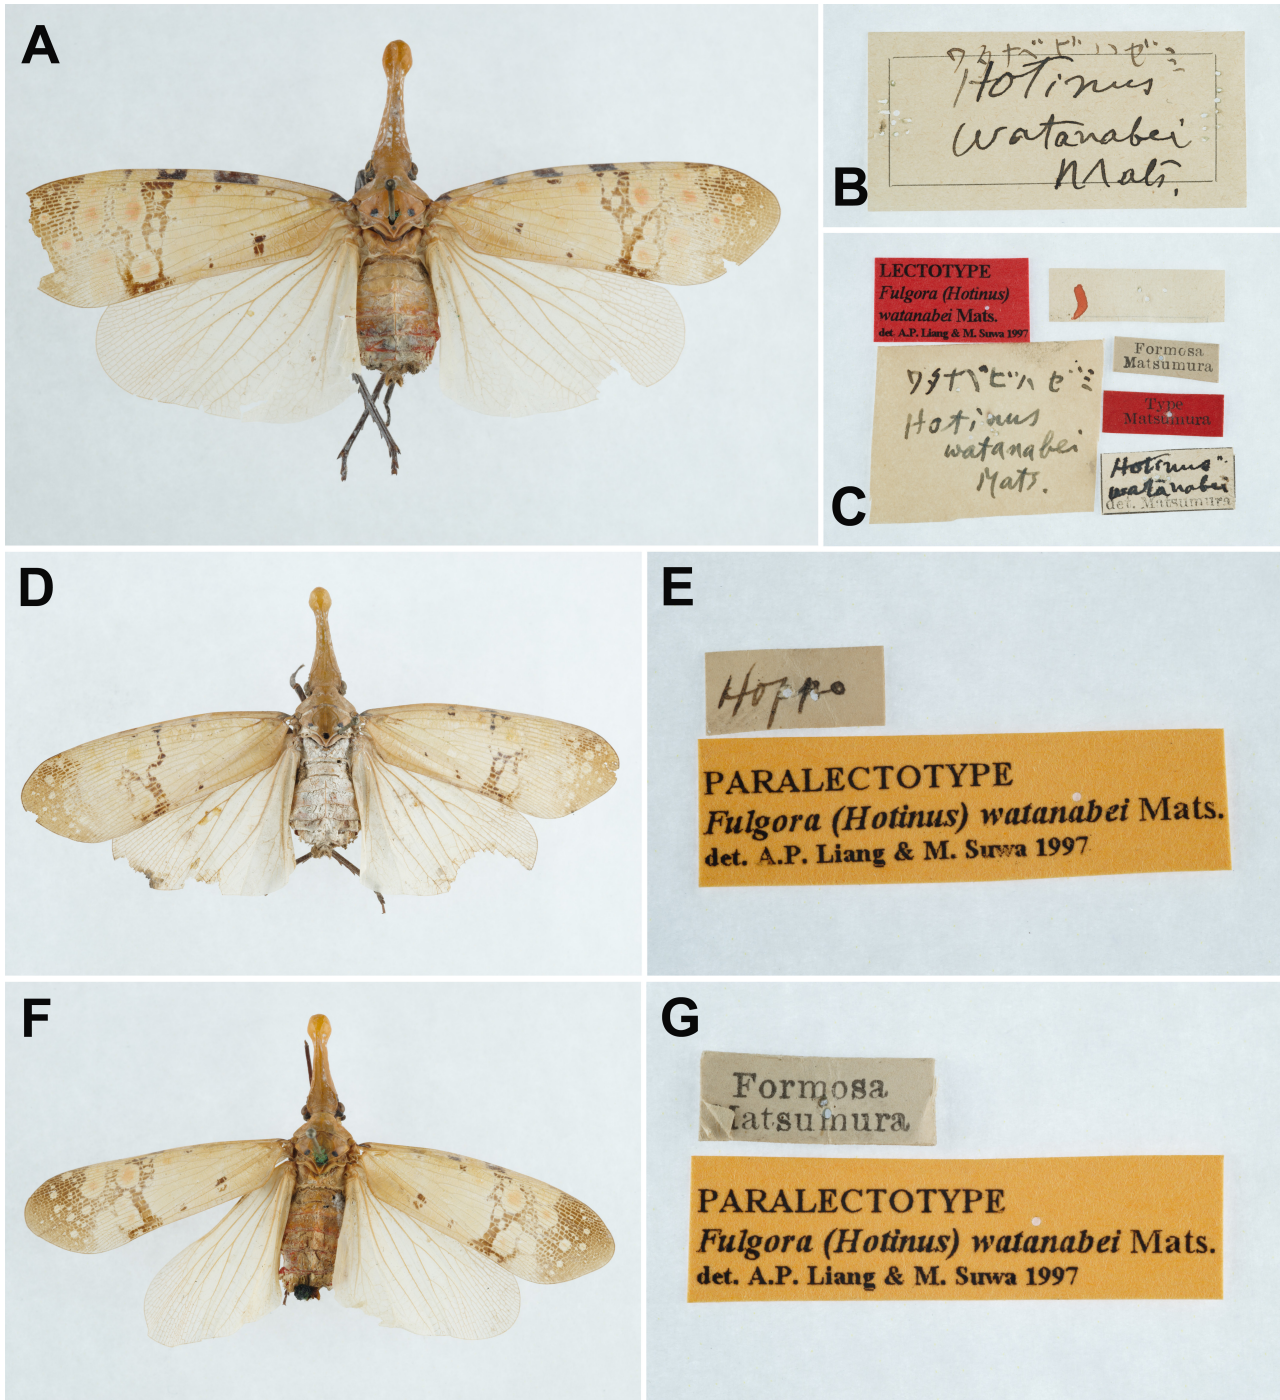 A
B
ワタナベビハゼミ
Hotinus
watanabei
Mats.
C
LECTOTYPE
Fulgora (Hotinus)
watanabei Mats.
det. A.P. Liang & M. Suwa 1997
Formosa
Matsumura
Type
Matsumura
ワタナベビハゼミ
Hotinus
watanabei
Mats.
Hotinus
watanabei
det. Matsumura
D
E
Hoppo
PARALECTOTYPE
Fulgora (Hotinus) watanabei Mats.
det. A.P. Liang & M. Suwa 1997
F
G
Formosa
Matsumura
PARALECTOTYPE
Fulgora (Hotinus) watanabei Mats.
det. A.P. Liang & M. Suwa 1997